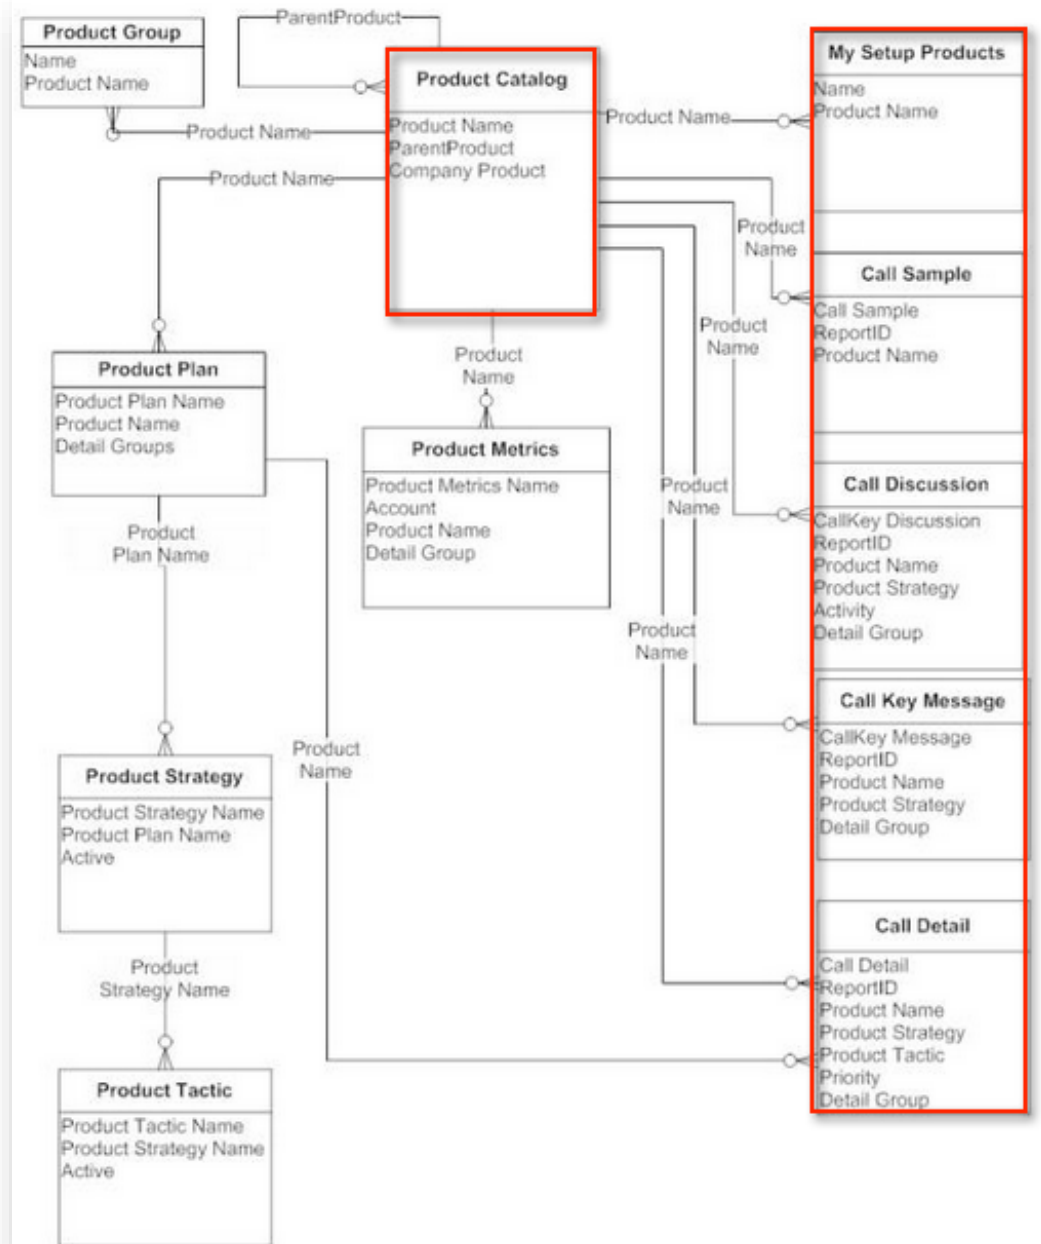 ParentProduct
Product Group
Name
Product Name
Product Catalog
Product Name
ParentProduct
Company Product
My Setup Products
Name
Product Name
Product Name
Product Name
Product Name
Product
Name
Call Sample
Call Sample
ReportID
Product Name
Product
Name
Product
Name
Product Plan
Product Plan Name
Product Name
Detail Groups
Product Metrics
Product Metrics Name
Account
Product Name
Detail Group
Product
Name
Call Discussion
CallKey Discussion
ReportID
Product Name
Product Strategy
Activity
Detail Group
Product
Plan Name
Product
Name
Call Key Message
CallKey Message
ReportID
Product Name
Product Strategy
Detail Group
Product
Name
Product Strategy
Product Strategy Name
Product Plan Name
Active
Call Detail
Call Detail
ReportID
Product Name
Product Strategy
Product Tactic
Priority
Detail Group
Product
Strategy Name
Product Tactic
Product Tactic Name
Product Strategy Name
Active